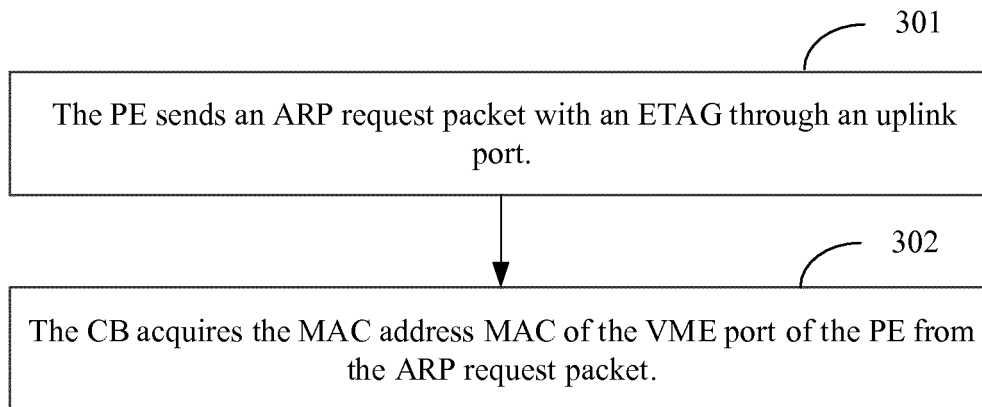 301
The PE sends an ARP request packet with an ETAG through an uplink
port.
302
The CB acquires the MAC address MAC of the VME port of the PE from
the ARP request packet.